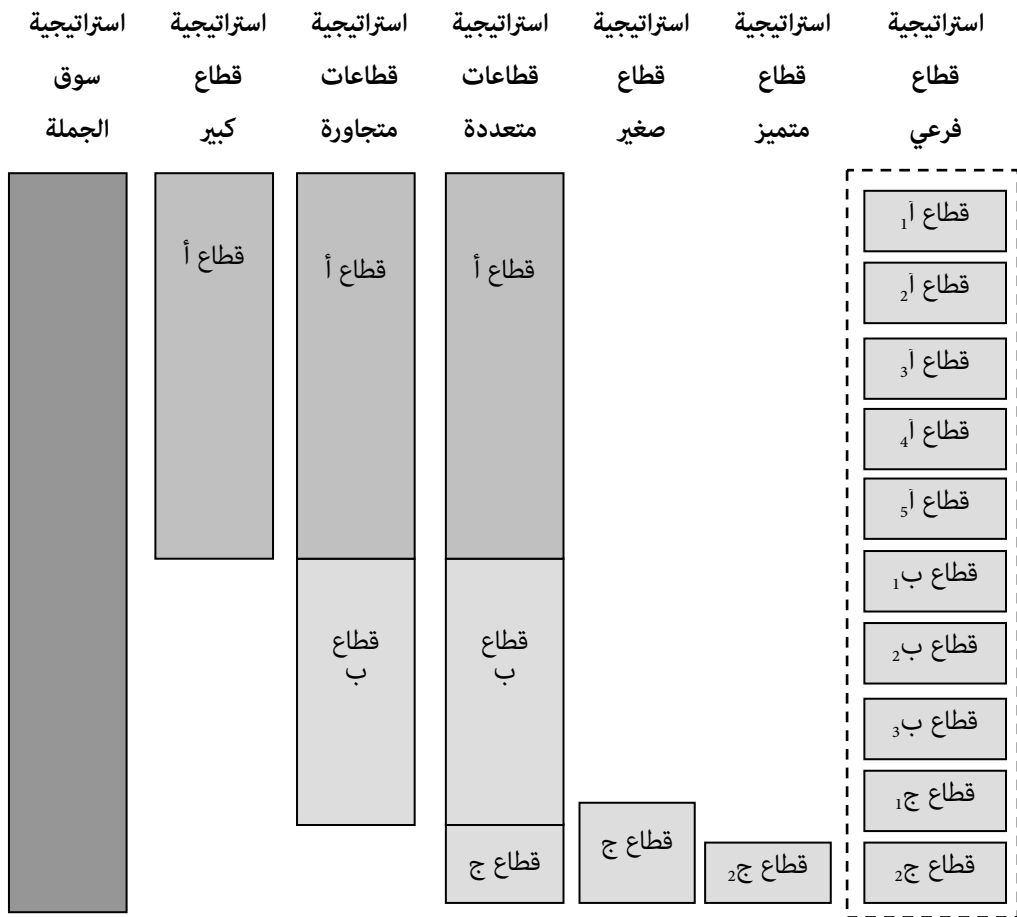 استراتيجية
سوق
الجملة
استراتيجية
قطاع
كبير
استراتيجية
قطاعات
متجاورة
استراتيجية
قطاعات
متعددة
استراتيجية
قطاع
صغير
استراتيجية
قطاع
متميز
استراتيجية
قطاع
فرعي
قطاع أ
قطاع أ
قطاع
ب
قطاع أ
قطاع
ب
قطاع ج
قطاع ج
قطاع ج2
قطاع أ1
قطاع أ2
قطاع أ3
قطاع أ4
قطاع أ5
قطاع ب1
قطاع ب2
قطاع ب3
قطاع ج1
قطاع ج2